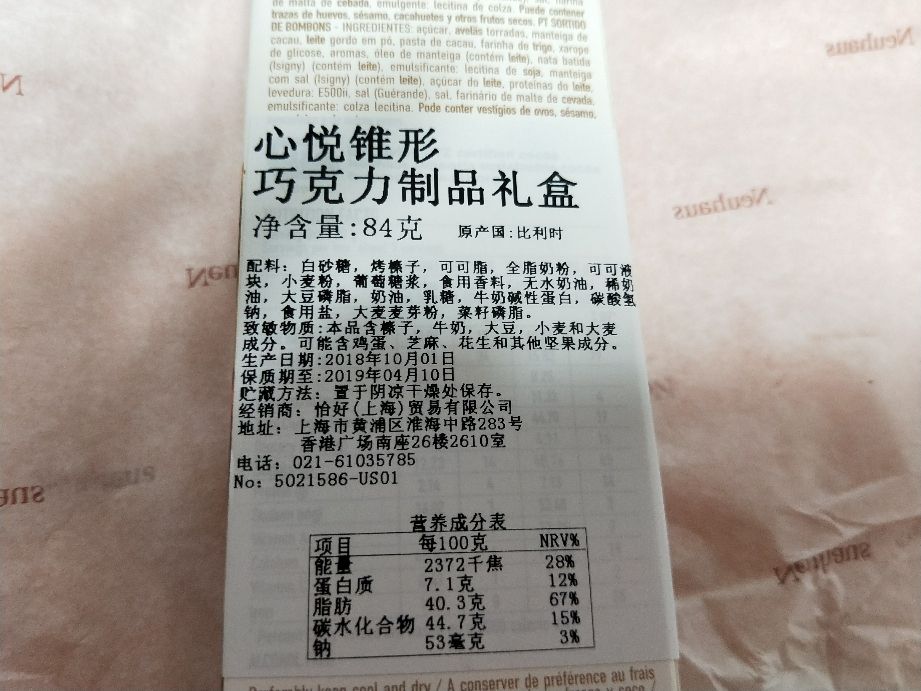 de malta de cebada, emulgente: lecitina de colza. Puede contener
trazas de huevos, sésamo, cacahuetes y otros frutos secos. PT SORTIDO
DE BOMBONS - INGREDIENTES: açúcar, avelãs torradas, manteiga de
cacau, leite gordo em pó, pasta de cacau, farinha de trigo, xarope
de glicose, aromas, óleo de manteiga (contém leite), nata batida
(Isigny) (contém leite), emulsificante: lecitina de soja, manteiga
com sal (Isigny) (contém leite), açúcar do leite, proteínas do leite,
levedura: E500ii, sal (Guérande), sal, farinário de malte de cevada,
emulsificante: colza lecitina. Pode conter vestígios de ovos, sésamo,
心悦锥形
巧克力制品礼盒
净含量:84克 原产国:比利时
配料: 白砂糖, 烤榛子, 可可脂, 全脂奶粉, 可可液
块, 小麦粉, 葡萄糖浆, 食用香料, 无水奶油, 稀奶
油, 大豆磷脂, 奶油, 乳糖, 牛奶碱性蛋白, 碳酸氢
钠, 食用盐, 大麦麦芽粉, 菜籽磷脂。
致敏物质:本品含榛子, 牛奶, 大豆, 小麦和大麦
成分。可能含鸡蛋、芝麻、花生和其他坚果成分。
生产日期:2018年10月01日
保质期至:2019年04月10日
贮藏方法: 置于阴凉干燥处保存。
经销商: 怡好(上海)贸易有限公司
地址: 上海市黄浦区淮海中路283号
香港广场南座26楼2610室
电话: 021-61035785
No: 5021586-US01
营养成分表
项目 每100克 NRV%
能量 2372千焦 28%
蛋白质 7.1克 12%
脂肪 40.3克 67%
碳水化合物 44.7克 15%
钠 53毫克 3%
Preferably keep cool and dry / A conserver de préférence au frais
Neuhaus
Neuhaus
Neuhaus